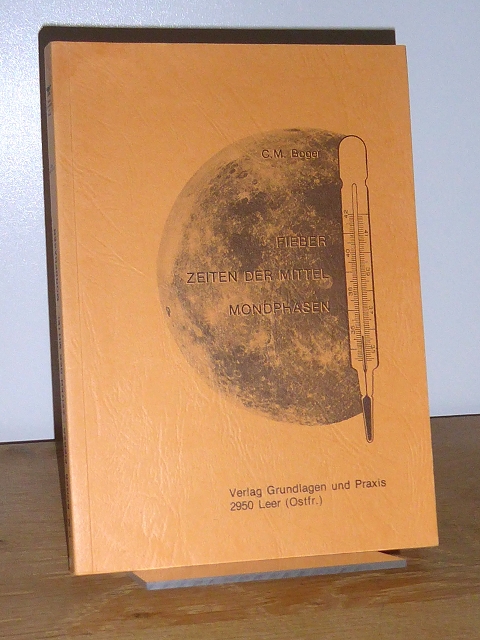 C.M. Boger
FIEBER
ZEITEN DER MITTEL
MONDPHASEN
Verlag Grundlagen und Praxis
2950 Leer (Ostfr.)